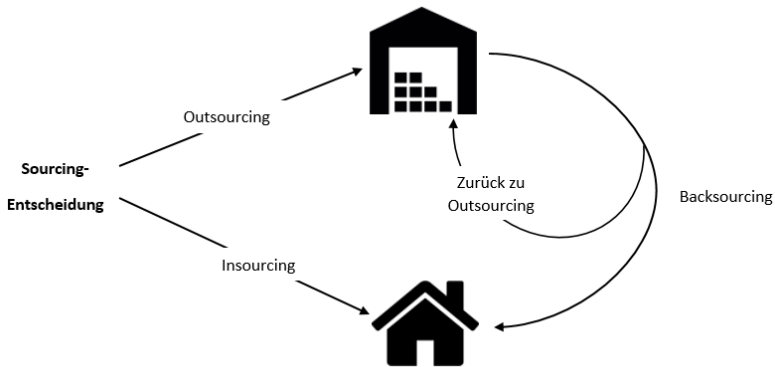 Outsourcing
Sourcing-
Entscheidung
Zurück zu
Outsourcing
Backsourcing
Insourcing